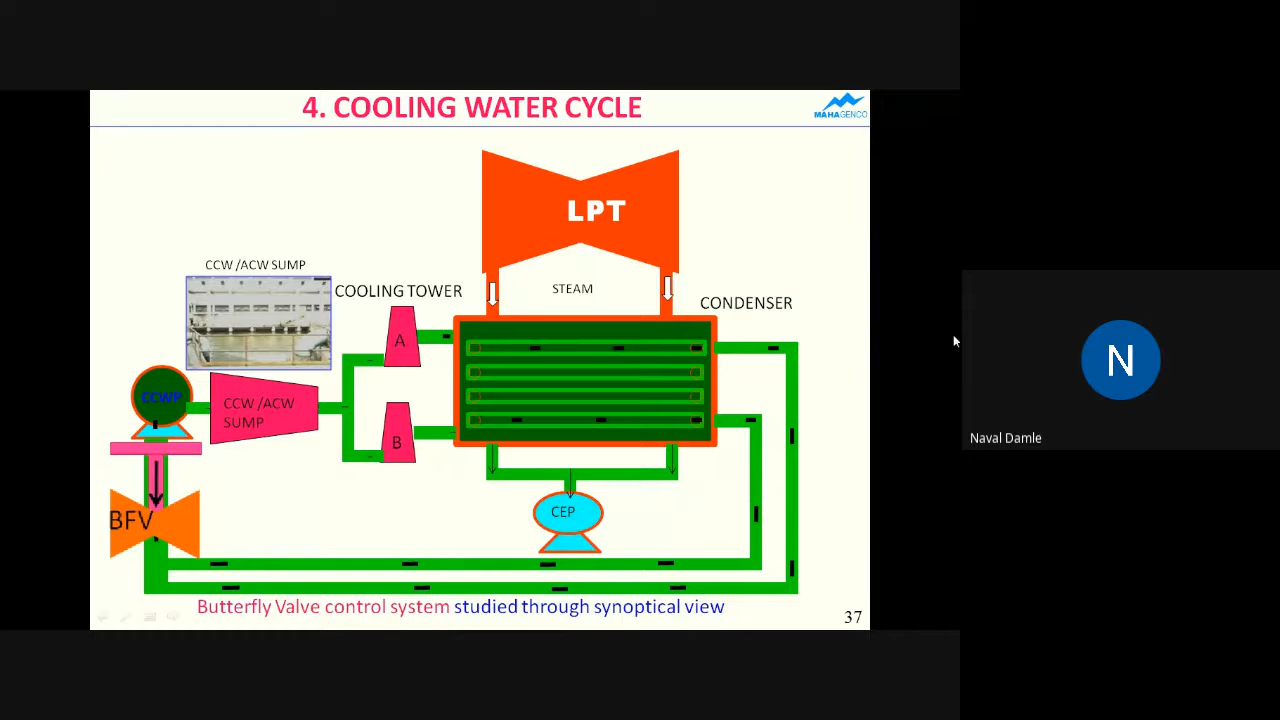 4. COOLING WATER CYCLE
MAHAGENCO
LPT
CCW /ACW SUMP
COOLING TOWER
STEAM
CONDENSER
A
CCWP
CCW /ACW
SUMP
B
BFV
CEP
N
Naval Damle
Butterfly Valve control system studied through synoptical view
37